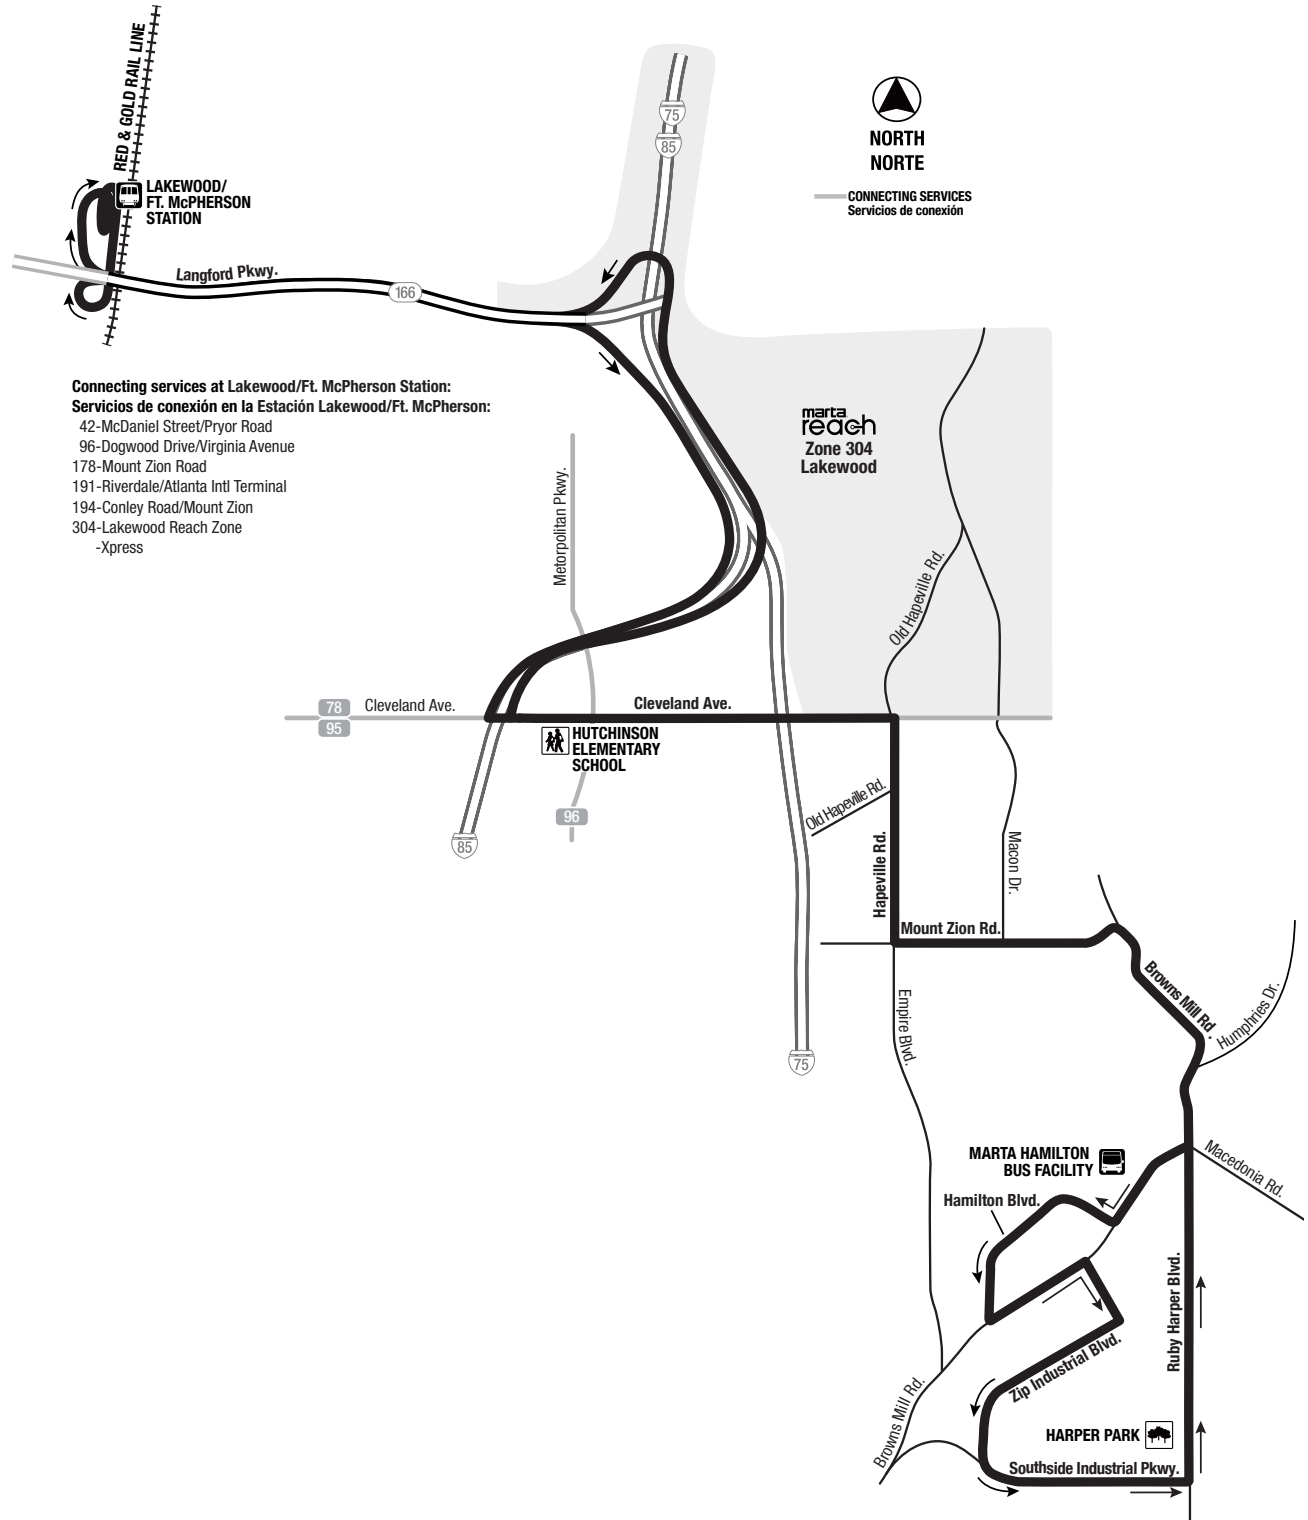 RED & GOLD RAIL LINE
75
85
NORTH
NORTE
LAKEWOOD/
FT. McPHERSON
STATION
CONNECTING SERVICES
Servicios de conexión
Langford Pkwy.
166
Connecting services at Lakewood/Ft. McPherson Station:
Servicios de conexión en la Estación Lakewood/Ft. McPherson:
42-McDaniel Street/Pryor Road
96-Dogwood Drive/Virginia Avenue
178-Mount Zion Road
191-Riverdale/Atlanta Intl Terminal
194-Conley Road/Mount Zion
304-Lakewood Reach Zone
-Xpress
marta
reach
Zone 304
Lakewood
Metorpolitan Pkwy.
Old Hapeville Rd.
78
95
Cleveland Ave.
Cleveland Ave.
HUTCHINSON
ELEMENTARY
SCHOOL
96
85
Old Hapeville Rd.
Hapeville Rd.
Macon Dr.
Mount Zion Rd.
Browns Mill Rd.
Humphries Dr.
Empire Blvd.
75
MARTA HAMILTON
BUS FACILITY
Macedonia Rd.
Hamilton Blvd.
Ruby Harper Blvd.
Zip Industrial Blvd.
Browns Mill Rd.
HARPER PARK
Southside Industrial Pkwy.